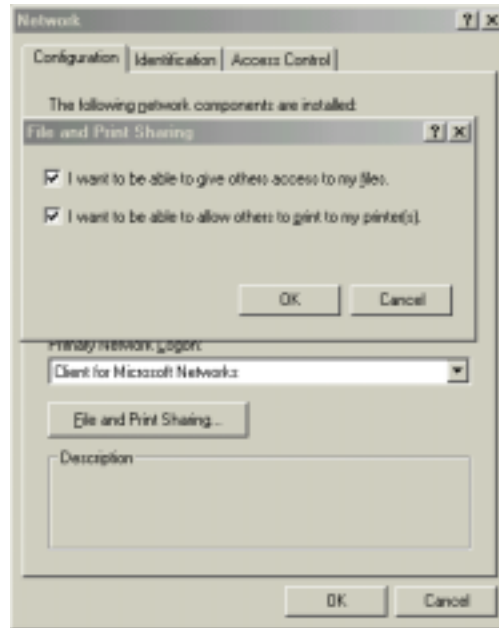 Network
Configuration Identification Access Control
The following network components are installed:
File and Print Sharing
I want to be able to give others access to my files.
I want to be able to allow others to print to my printer(s).
OK Cancel
Primary Network Logon:
Client for Microsoft Networks
File and Print Sharing...
Description
OK Cancel